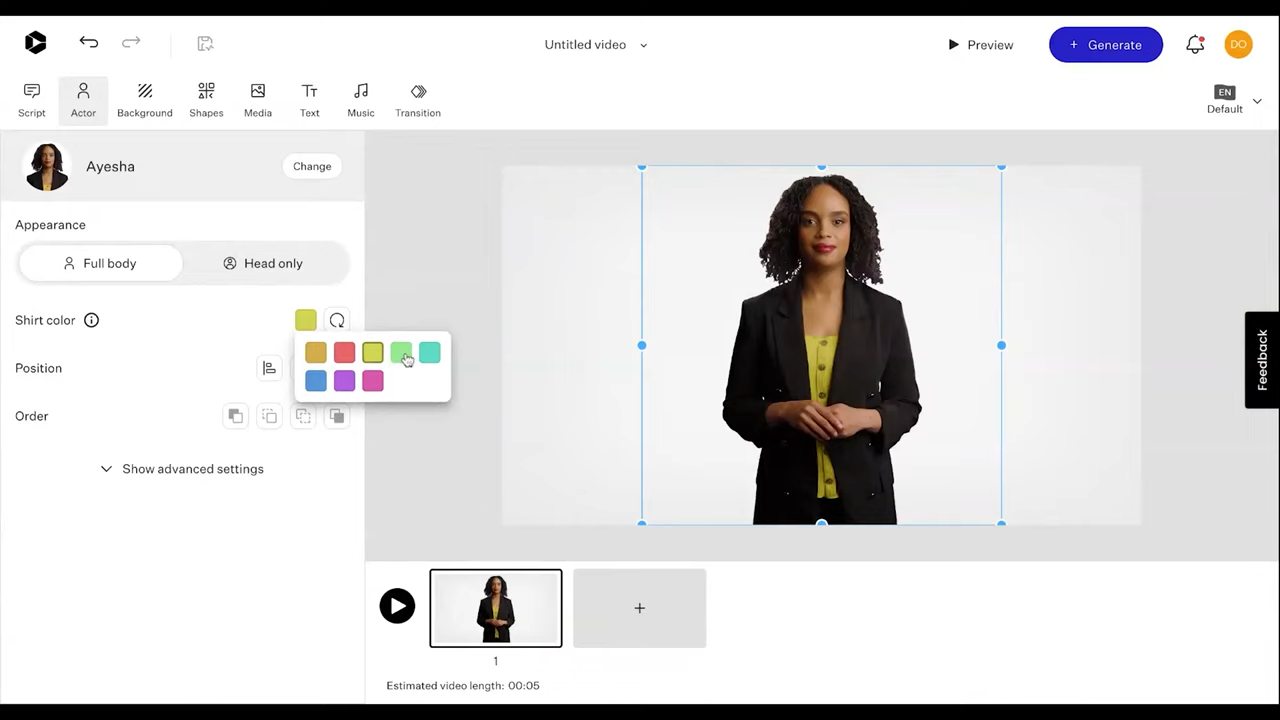 Untitled video
Preview
+ Generate
DO
Script
Actor
Background
Shapes
Media
Text
Music
Transition
EN
Default
Ayesha
Change
Appearance
Full body
Head only
Shirt color
Position
Order
Show advanced settings
Feedback
1
Estimated video length: 00:05